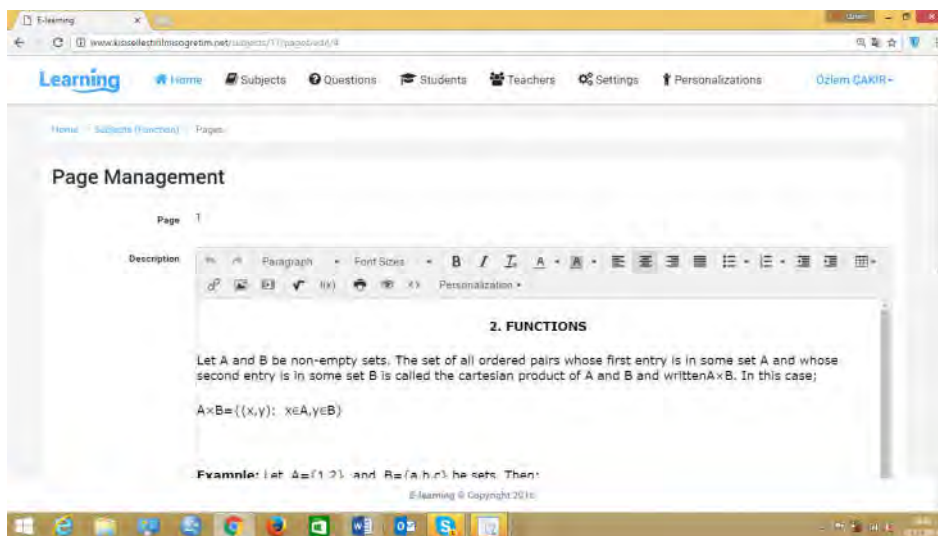 E-learning
www.kisisellestirilmisogretim.net/subjects/11/pages/edit/4
Learning Home Subjects Questions Students Teachers Settings Personalizations Özlem ÇAKIR
Home Subjects (Function) Pages
Page Management
Page 1
Description
Paragraph Font Sizes B I T A A
f(x) Personalization
2. FUNCTIONS
Let A and B be non-empty sets. The set of all ordered pairs whose first entry is in some set A and whose
second entry is in some set B is called the cartesian product of A and B and writtenA×B. In this case;
A×B={(x,y): x∈A,y∈B}
Example: Let A={1,2} and B={a,b,c} be sets. Then:
E-learning © Copyright 2016